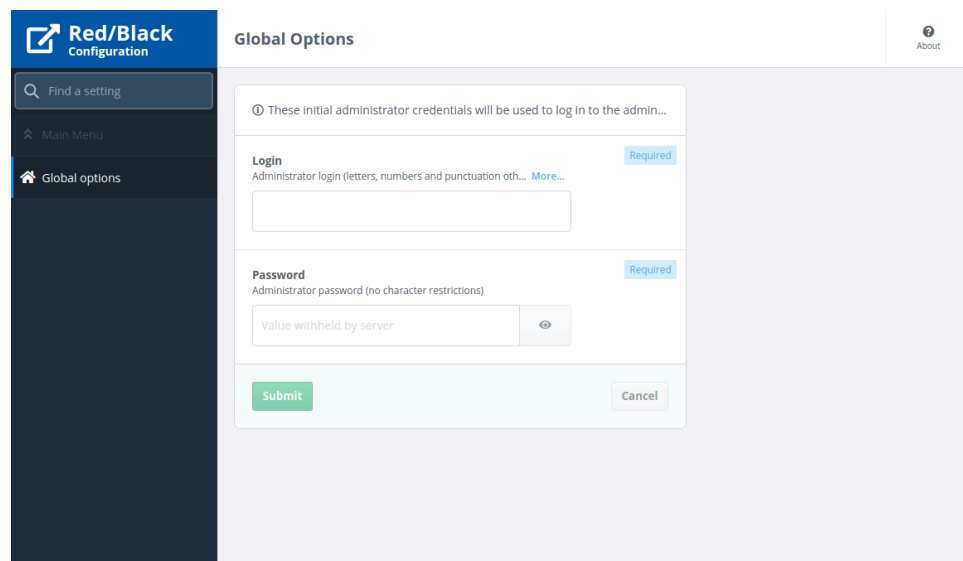 Red/Black
Configuration
Global Options
About
Find a setting
Main Menu
Global options
These initial administrator credentials will be used to log in to the admin...
Login
Required
Administrator login (letters, numbers and punctuation oth... More...
Password
Required
Administrator password (no character restrictions)
Value withheld by server
Submit
Cancel